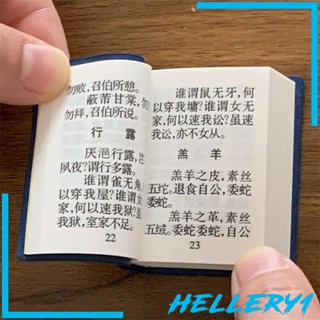 勿败,召伯所憩。
蔽芾甘棠,勿
勿拜,召伯所说。
行 露
厌浥行露,岂
夙夜?谓行多露。
谁谓雀无角,
以穿我屋?谁谓女
家,何以速我狱?虽
我狱,室家不足。
22
谁谓鼠无牙,何
以穿我墉?谁谓女无
家,何以速我讼?虽速
我讼,亦不女从。
羔 羊
羔羊之皮,素丝
五紽。退食自公,委蛇
委蛇。
羔羊之革,素丝
五緎。委蛇委蛇,自公
23
HELLERY1